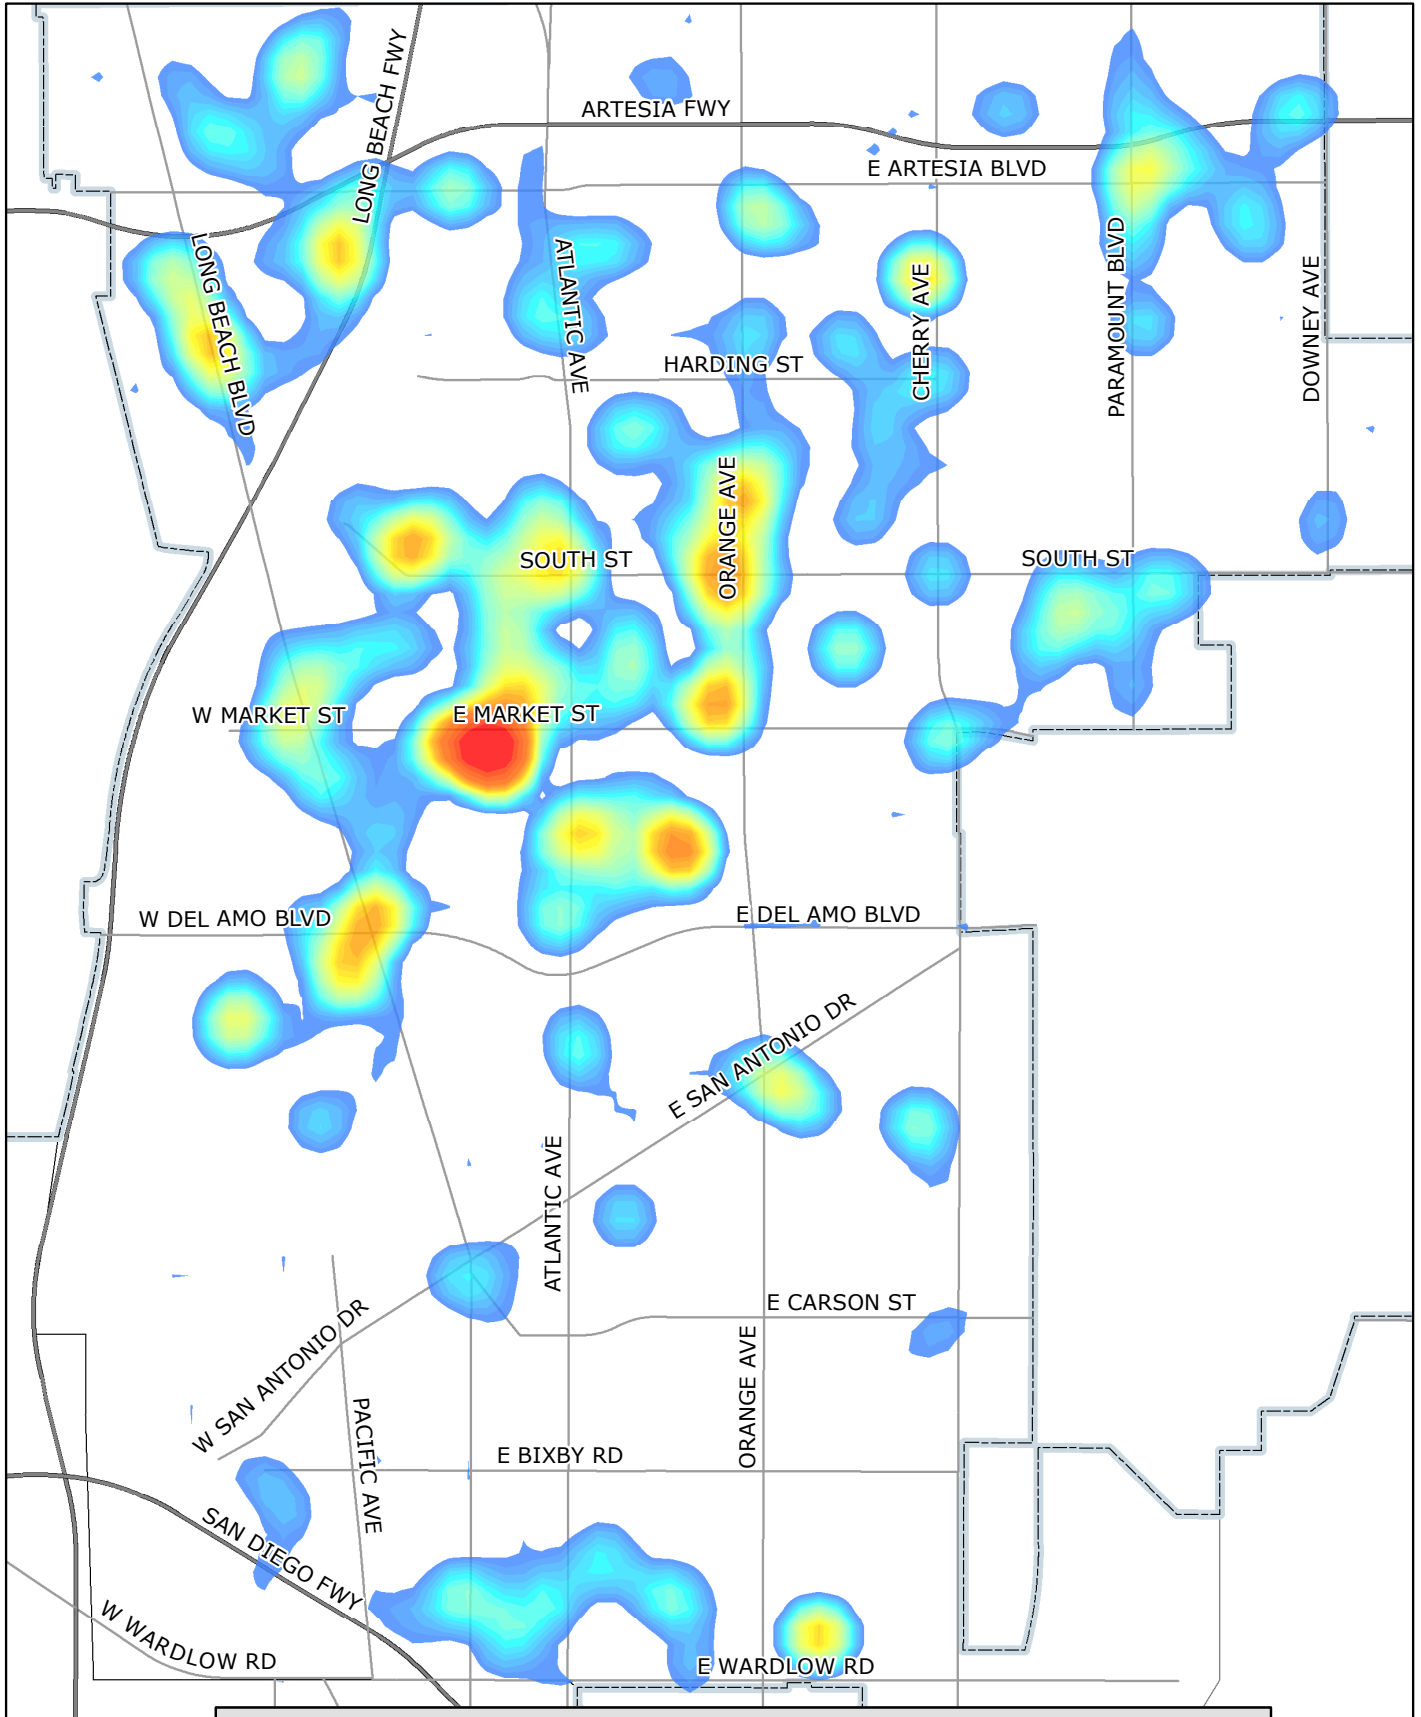 LONG BEACH FWY
ARTESIA FWY
E ARTESIA BLVD
LONG BEACH BLVD
ATLANTIC AVE
CHERRY AVE
PARAMOUNT BLVD
DOWNEY AVE
HARDING ST
ORANGE AVE
SOUTH ST
SOUTH ST
W MARKET ST
E MARKET ST
W DEL AMO BLVD
E DEL AMO BLVD
E SAN ANTONIO DR
ATLANTIC AVE
E CARSON ST
W SAN ANTONIO DR
ORANGE AVE
PACIFIC AVE
E BIXBY RD
SAN DIEGO FWY
W WARDLOW RD
E WARDLOW RD